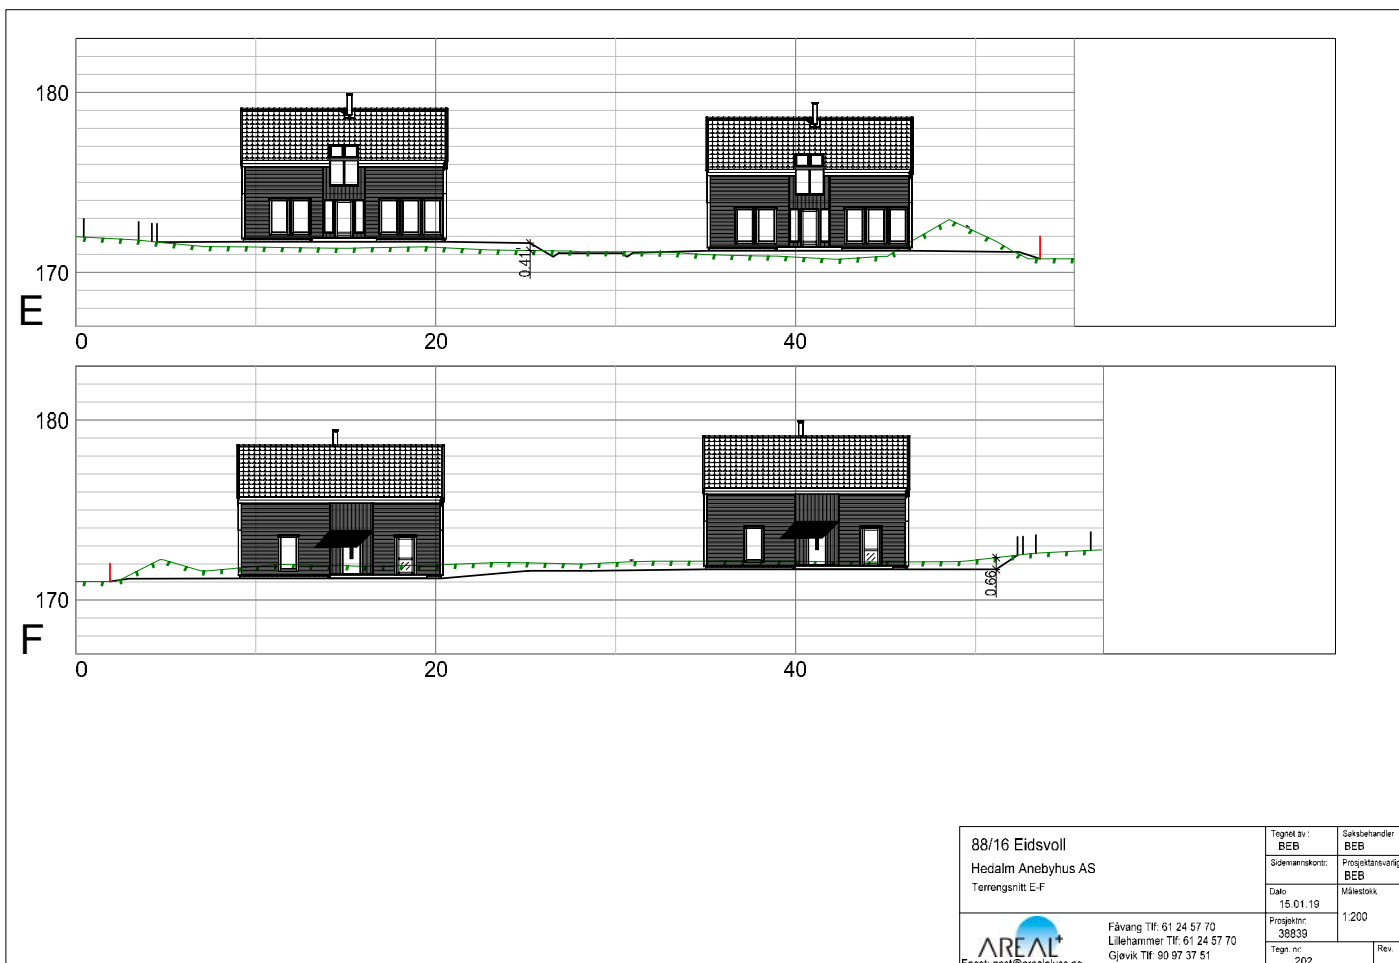 180
170
0.41
E
0
20
40
180
170
0.66
F
0
20
40
88/16 Eidsvoll
Hedalm Anebyhus AS
Terrengsnitt E-F
Tegnet av :
BEB
Saksbehandler
BEB
Sidemannskontr.
Prosjektansvarlig
BEB
Dato
15.01.19
Målestokk
1:200
Prosjektnr.
38839
Tegn. nr.
202
Rev.
AREAL+
Fåvang Tlf: 61 24 57 70
Lillehammer Tlf: 61 24 57 70
Gjøvik Tlf: 90 97 37 51